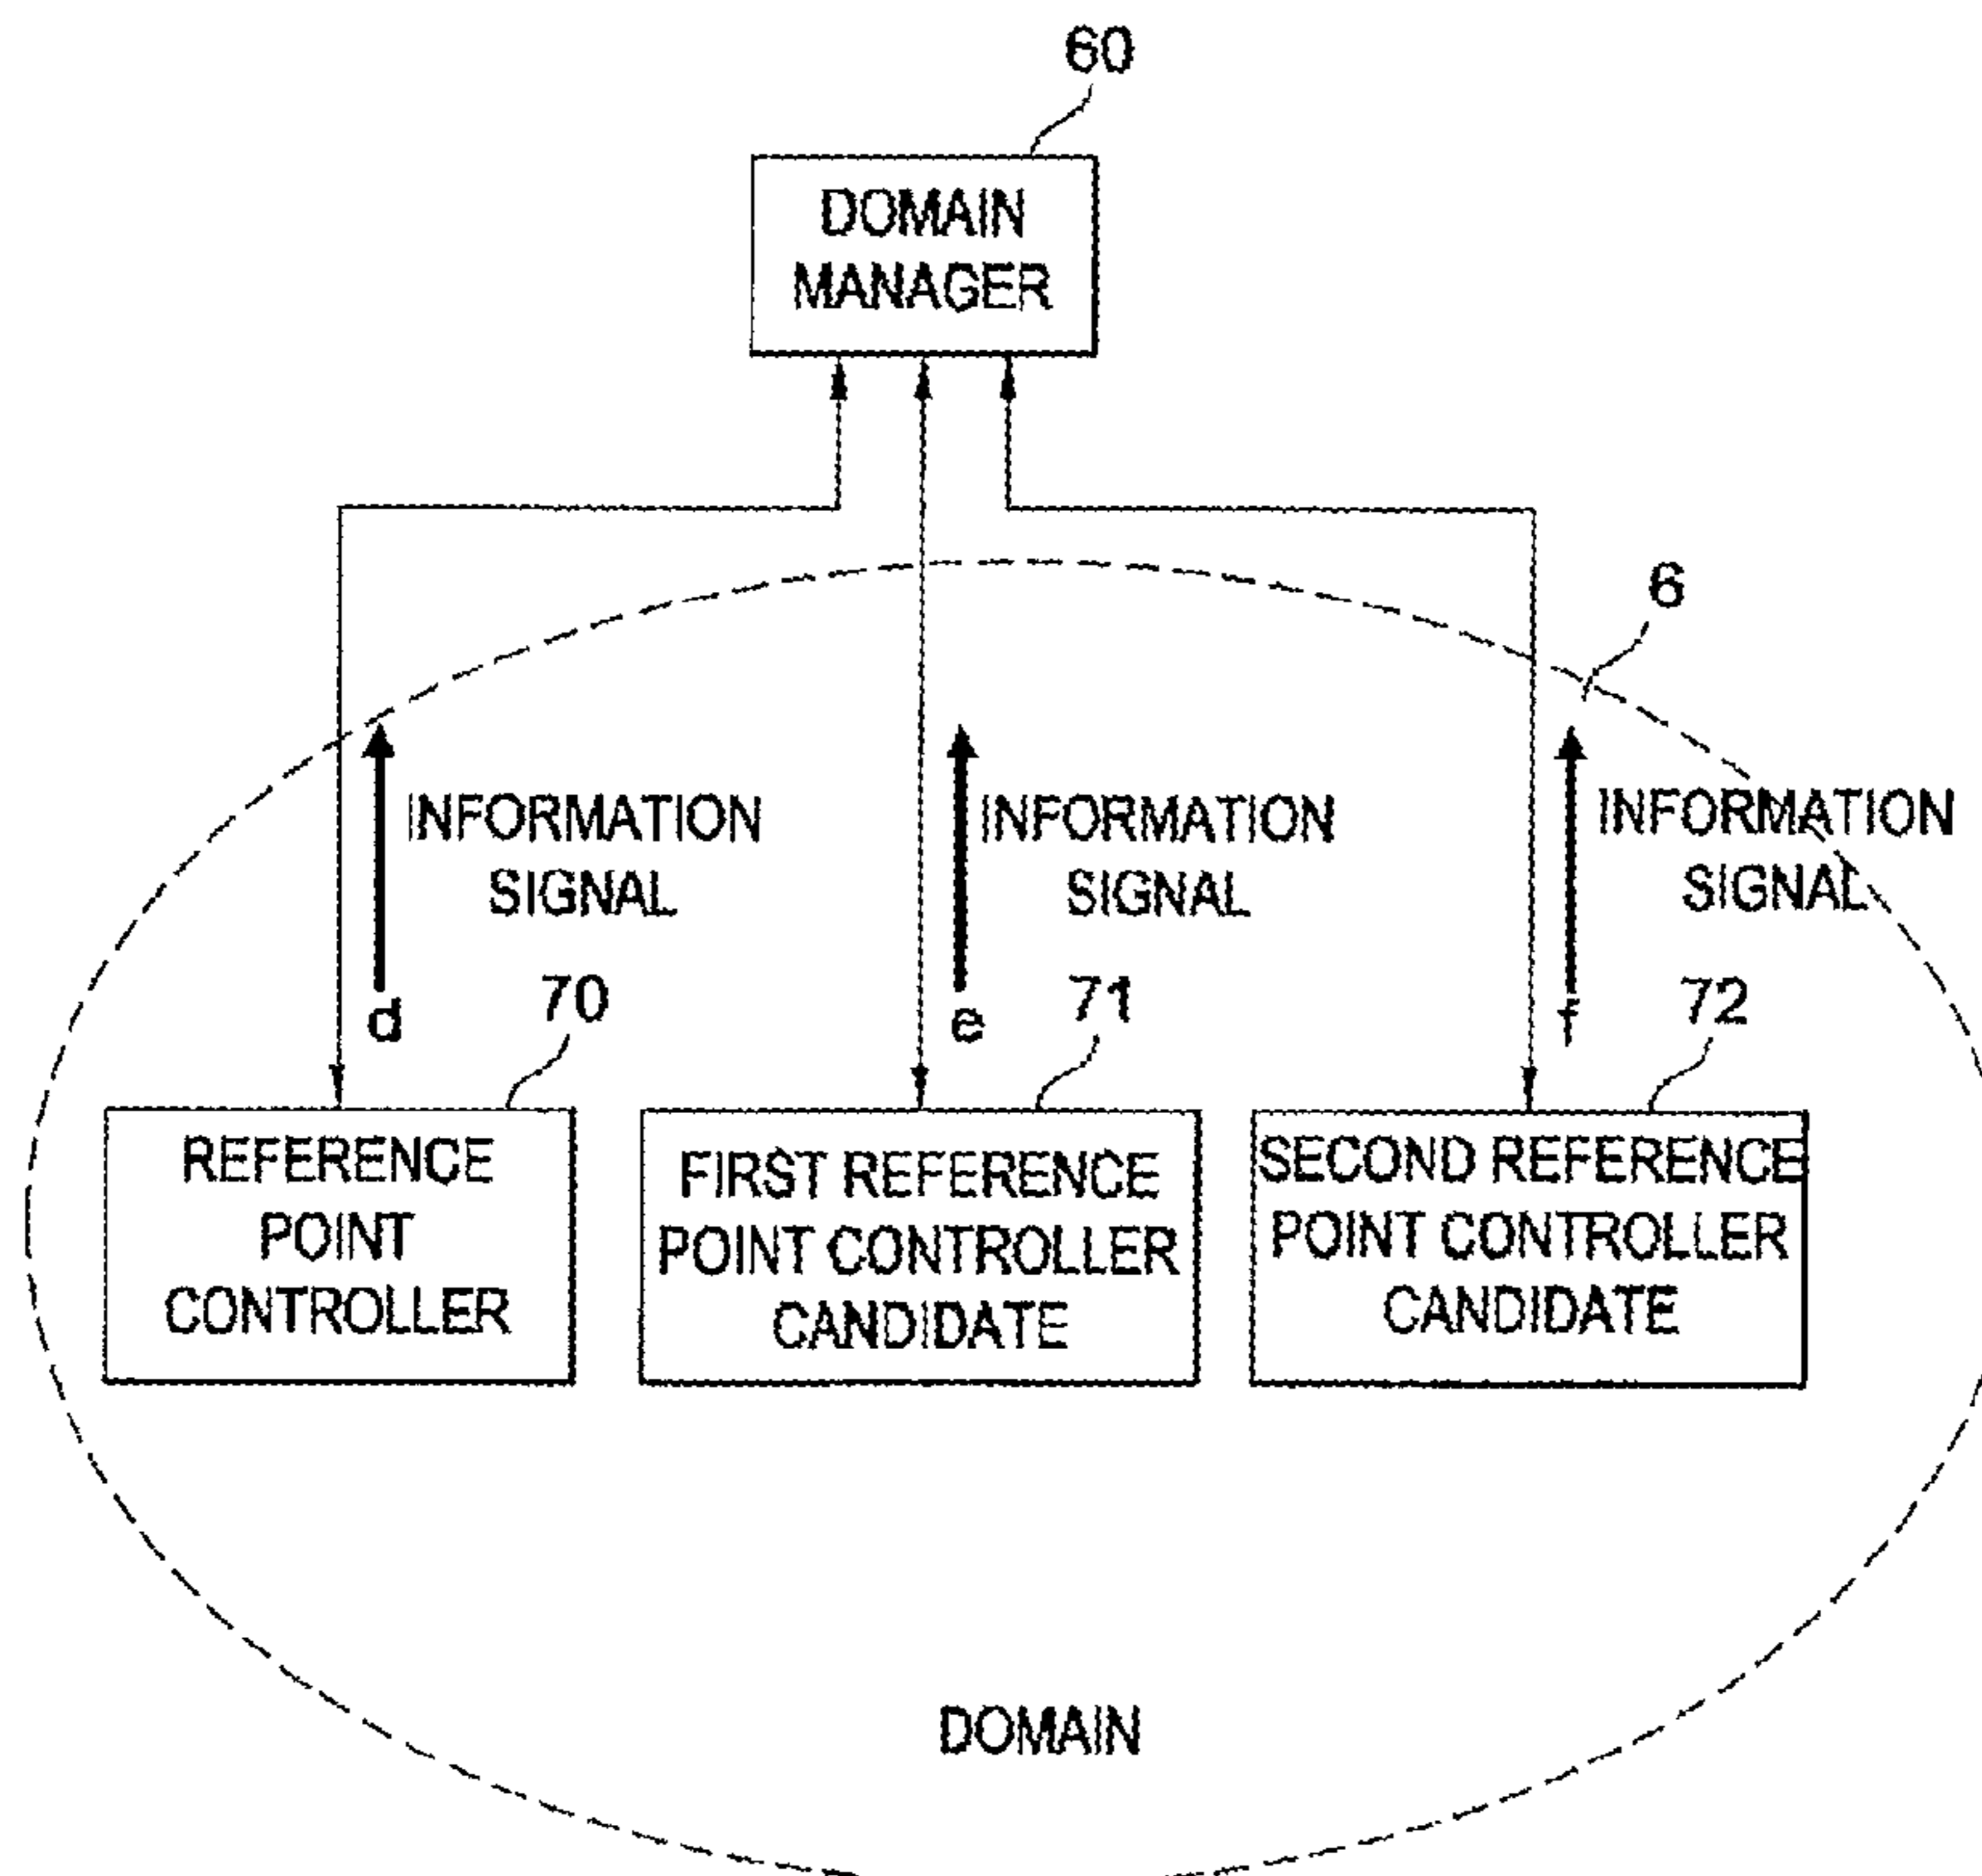 60
DOMAIN
MANAGER
6
INFORMATION
SIGNAL
INFORMATION
SIGNAL
INFORMATION
SIGNAL
d
70
e
71
f
72
REFERENCE
POINT
CONTROLLER
FIRST REFERENCE
POINT CONTROLLER
CANDIDATE
SECOND REFERENCE
POINT CONTROLLER
CANDIDATE
DOMAIN